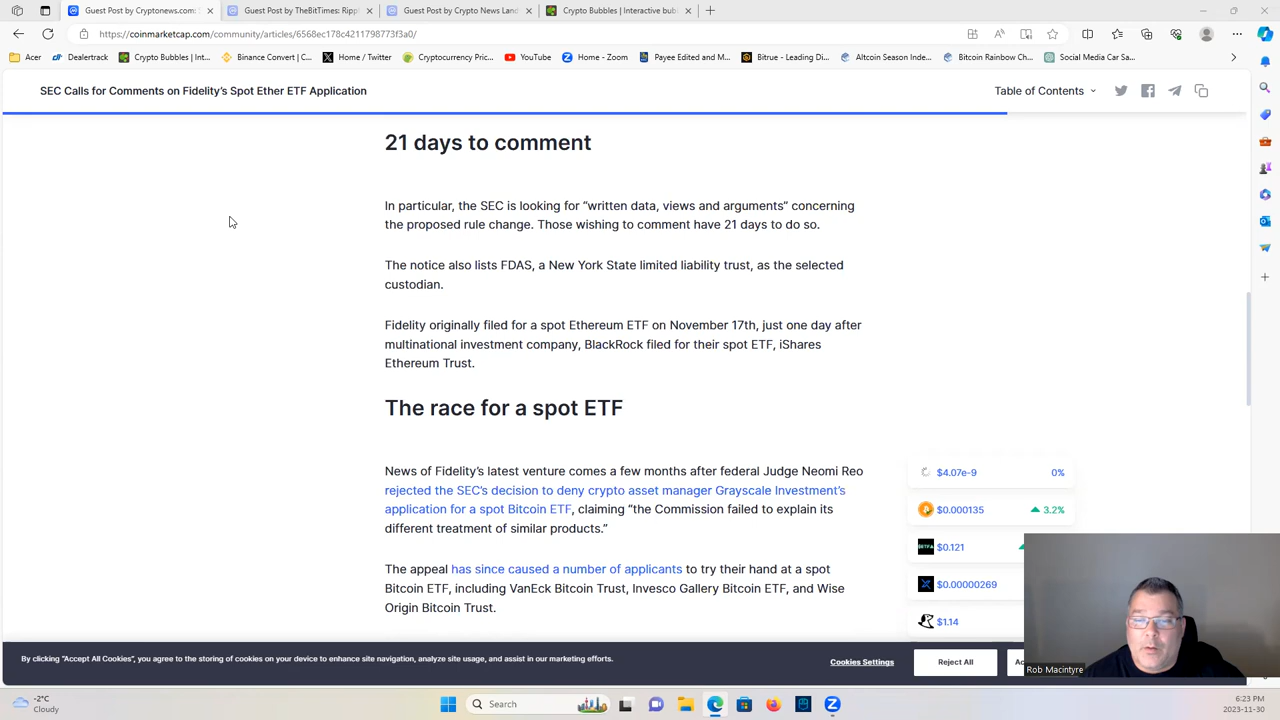 Guest Post by Cryptonews.com:
Guest Post by TheBitTimes: Rippl
Guest Post by Crypto News Land
Crypto Bubbles | Interactive bub
https://coinmarketcap.com/community/articles/6568ec178c4211798773f3a0/
Acer
Dealertrack
Crypto Bubbles | Int...
Binance Convert | C...
Home / Twitter
Cryptocurrency Pric...
YouTube
Home - Zoom
Payee Edited and M...
Bitrue - Leading Di...
Altcoin Season Inde...
Bitcoin Rainbow Ch...
Social Media Car Sa...
SEC Calls for Comments on Fidelity's Spot Ether ETF Application
Table of Contents
21 days to comment
In particular, the SEC is looking for “written data, views and arguments” concerning
the proposed rule change. Those wishing to comment have 21 days to do so.
The notice also lists FDAS, a New York State limited liability trust, as the selected
custodian.
Fidelity originally filed for a spot Ethereum ETF on November 17th, just one day after
multinational investment company, BlackRock filed for their spot ETF, iShares
Ethereum Trust.
The race for a spot ETF
News of Fidelity's latest venture comes a few months after federal Judge Neomi Reo
rejected the SEC's decision to deny crypto asset manager Grayscale Investment's
application for a spot Bitcoin ETF, claiming “the Commission failed to explain its
different treatment of similar products.”
The appeal has since caused a number of applicants to try their hand at a spot
Bitcoin ETF, including VanEck Bitcoin Trust, Invesco Gallery Bitcoin ETF, and Wise
Origin Bitcoin Trust.
$4.07e-9 0%
$0.000135 3.2%
$0.121
$0.00000269
$1.14
By clicking “Accept All Cookies”, you agree to the storing of cookies on your device to enhance site navigation, analyze site usage, and assist in our marketing efforts.
Cookies Settings
Reject All
Rob Macintyre
-2°C
Cloudy
Search
6:23 PM
2023-11-30